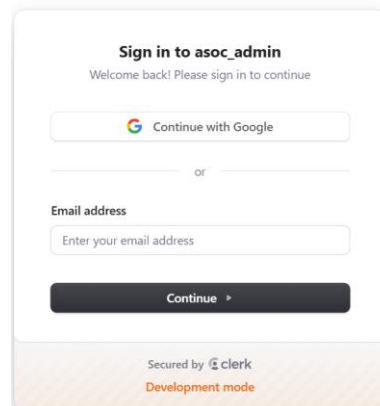 Sign in to asoc_admin
Welcome back! Please sign in to continue
Continue with Google
or
Email address
Enter your email address
Continue
Secured by clerk
Development mode